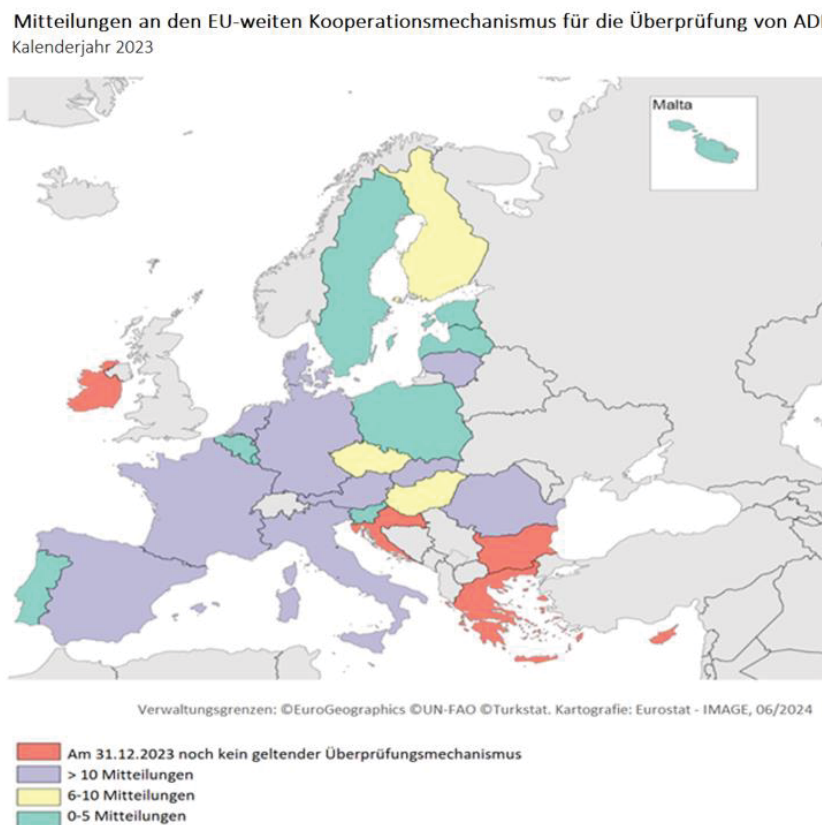 Mitteilungen an den EU-weiten Kooperationsmechanismus für die Überprüfung von
Kalenderjahr 2023
Malta
Verwaltungsgrenzen: ©EuroGeographics ©UN-FAO ©Turkstat. Kartografie: Eurostat - IMAGE, 06/2024
Am 31.12.2023 noch kein geltender Überprüfungsmechanismus
> 10 Mitteilungen
6-10 Mitteilungen
0-5 Mitteilungen